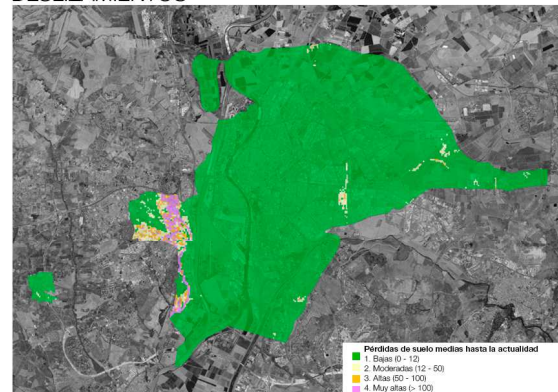 DESLIZAMIENTOS
Pérdidas de suelo medias hasta la actualidad
1. Bajas (0 - 12)
2. Moderadas (12 - 50)
3. Altas (50 - 100)
4. Muy altas (> 100)